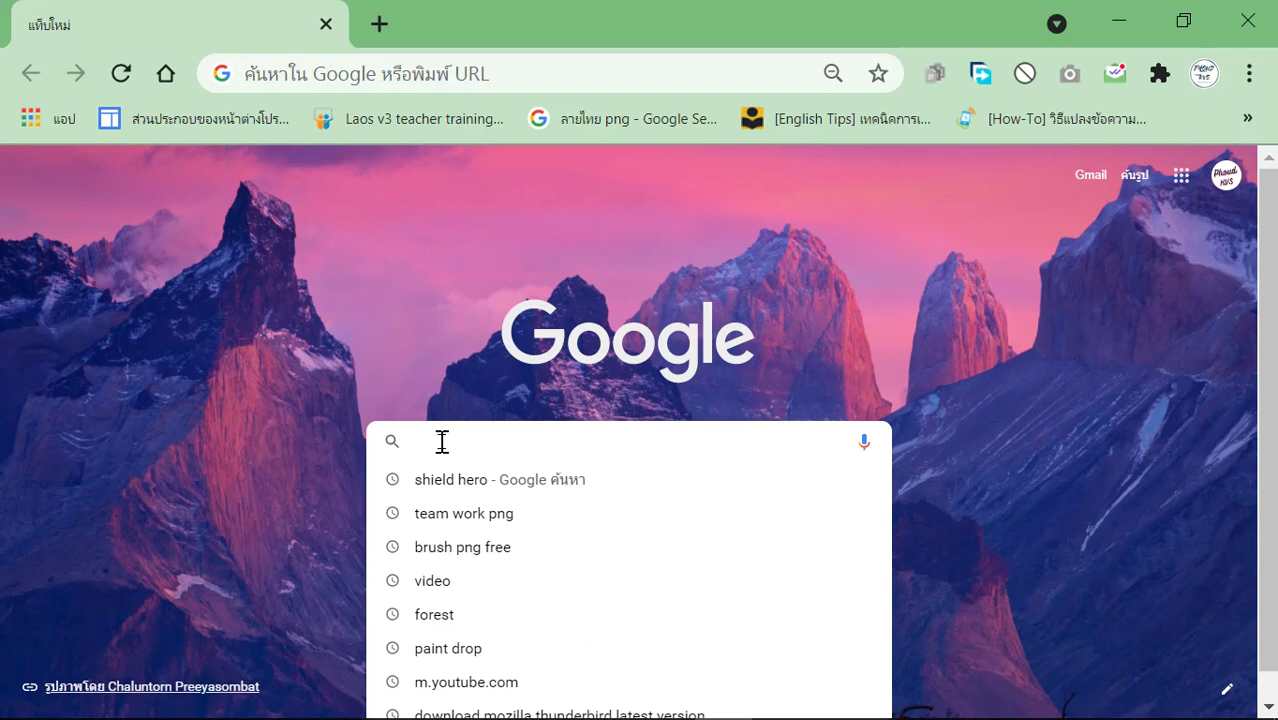 แท็บใหม่
ค้นหาใน Google หรือพิมพ์ URL
แอป ส่วนประกอบของหน้าต่างโปร... Laos v3 teacher training... ลายไทย png - Google Se... [English Tips] เทคนิคการเ... [How-To] วิธีแปลงข้อความ... »
Gmail ค้นรูป
Phoud KVS
Google
shield hero - Google ค้นหา
team work png
brush png free
video
forest
paint drop
m.youtube.com
download mozilla thunderbird latest version
รูปภาพโดย Chaluntorn Preeyasombat